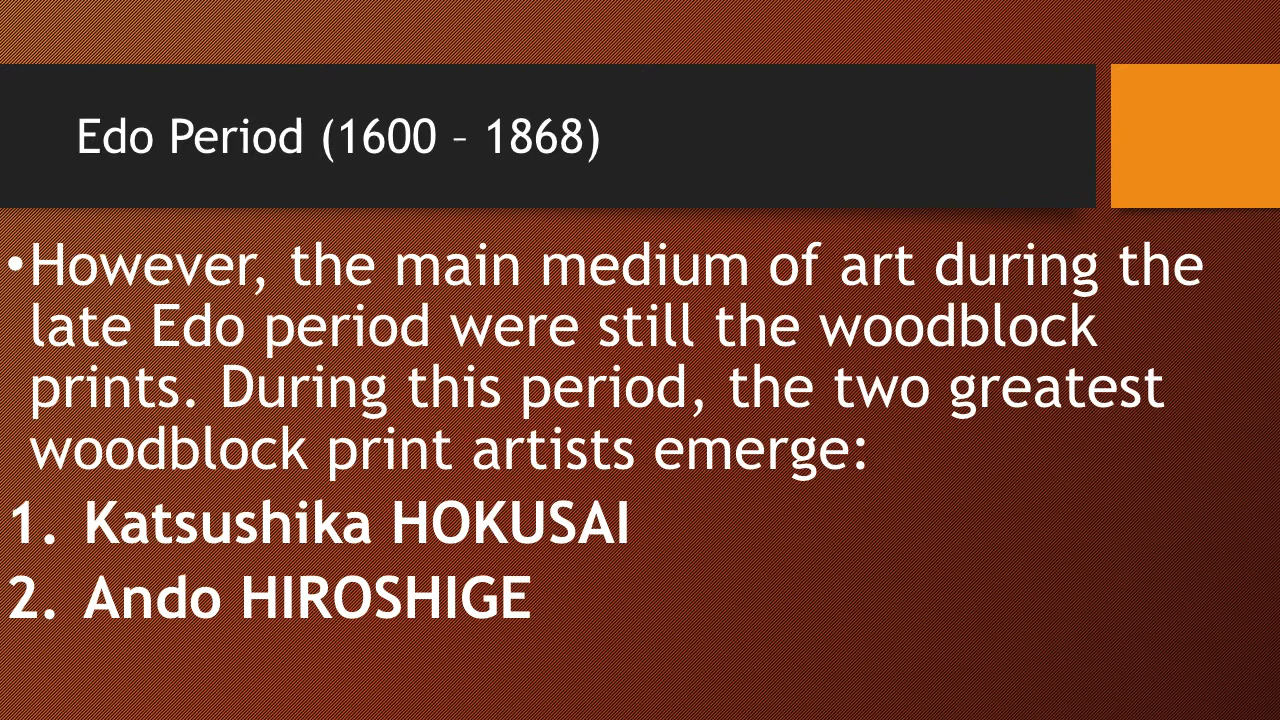 Edo Period (1600 – 1868)
•However, the main medium of art during the
late Edo period were still the woodblock
prints. During this period, the two greatest
woodblock print artists emerge:
1. Katsushika HOKUSAI
2. Ando HIROSHIGE